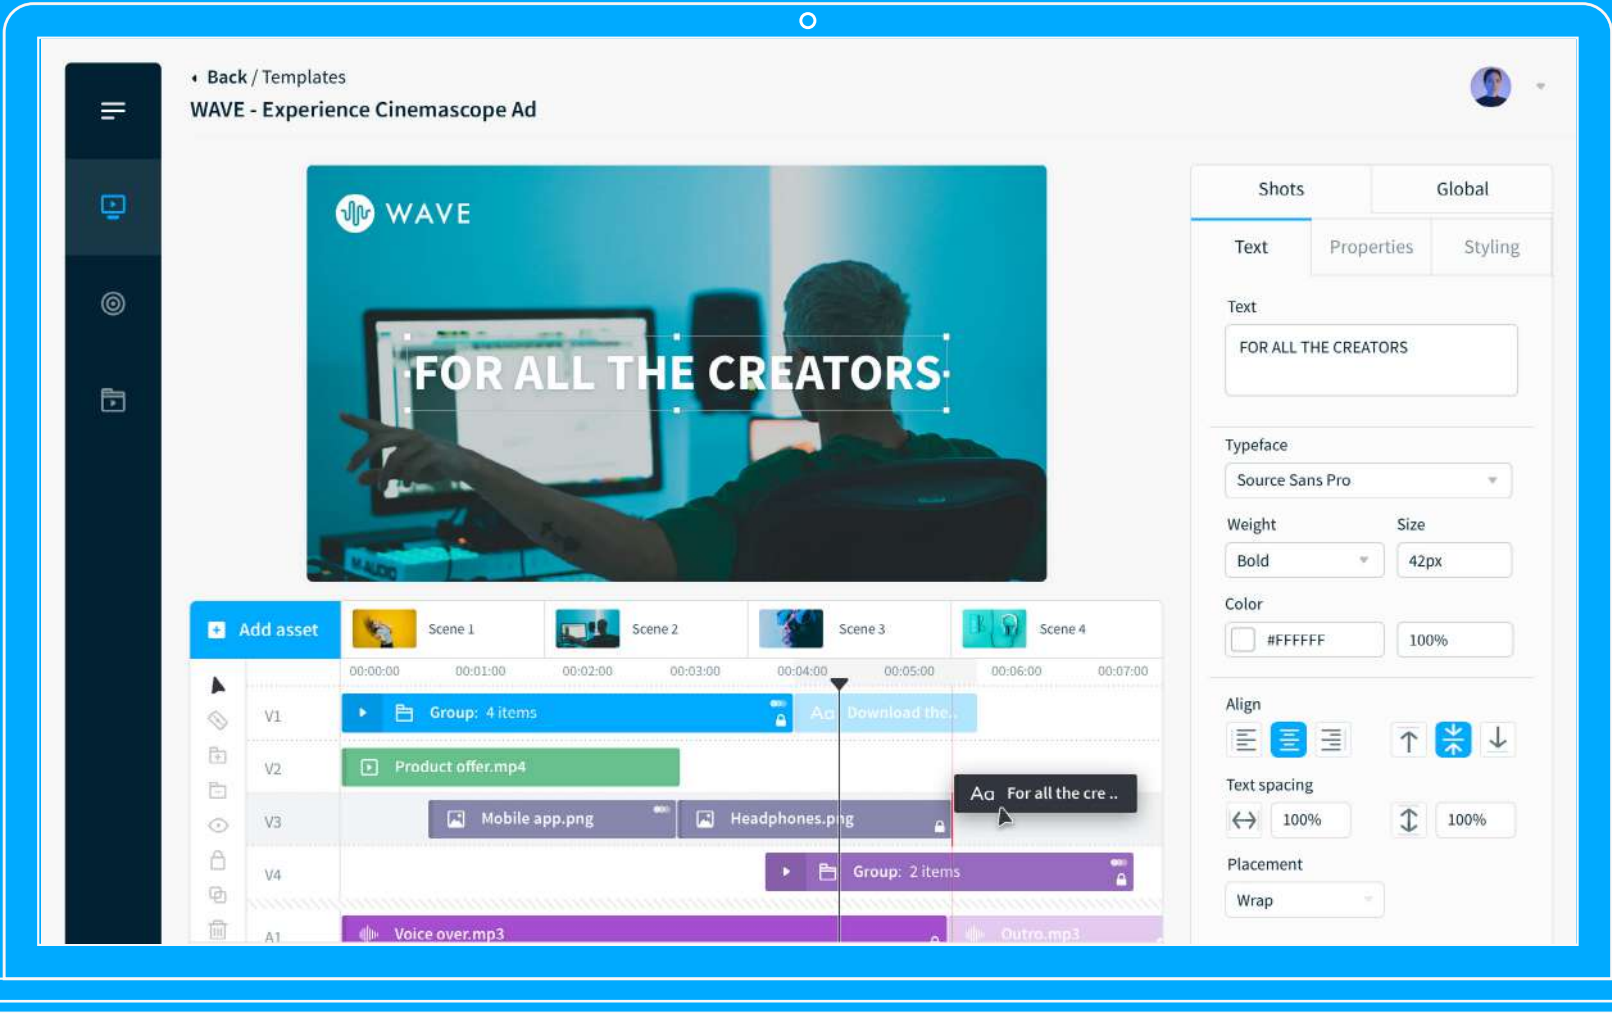 Back / Templates
WAVE - Experience Cinemascope Ad
WAVE
FOR ALL THE CREATORS
M-AUDIO
Shots
Global
Text
Properties
Styling
Text
FOR ALL THE CREATORS
Typeface
Source Sans Pro
Weight
Size
Bold
42px
Color
#FFFFFF
100%
Align
Text spacing
100%
100%
Placement
Wrap
Add asset
Scene 1
Scene 2
Scene 3
Scene 4
00:00:00 00:01:00 00:02:00 00:03:00 00:04:00 00:05:00 00:06:00 00:07:00
V1
Group: 4 items
Aa Download the..
V2
Product offer.mp4
Aa For all the cre ..
V3
Mobile app.png
Headphones.png
V4
Group: 2 items
A1
Voice over.mp3
Outro.mp3